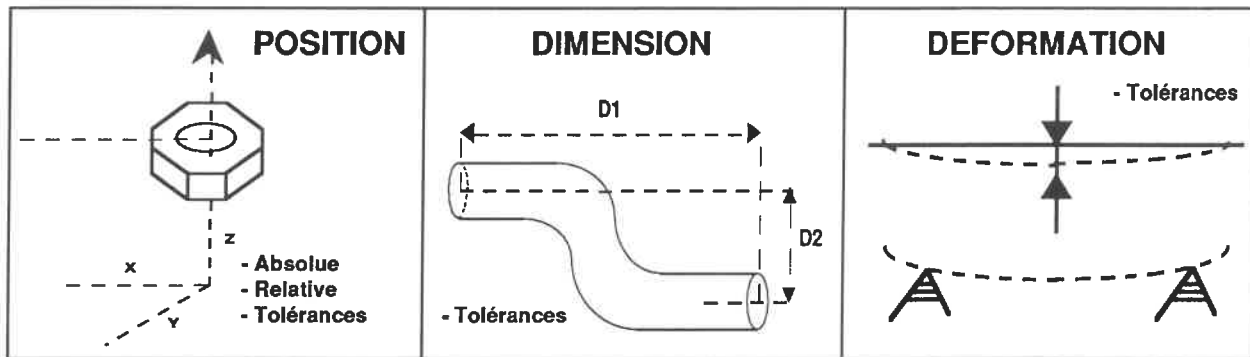 POSITION
Z
X
Y
- Absolue
- Relative
- Tolérances
DIMENSION
D1
D2
- Tolérances
DEFORMATION
- Tolérances